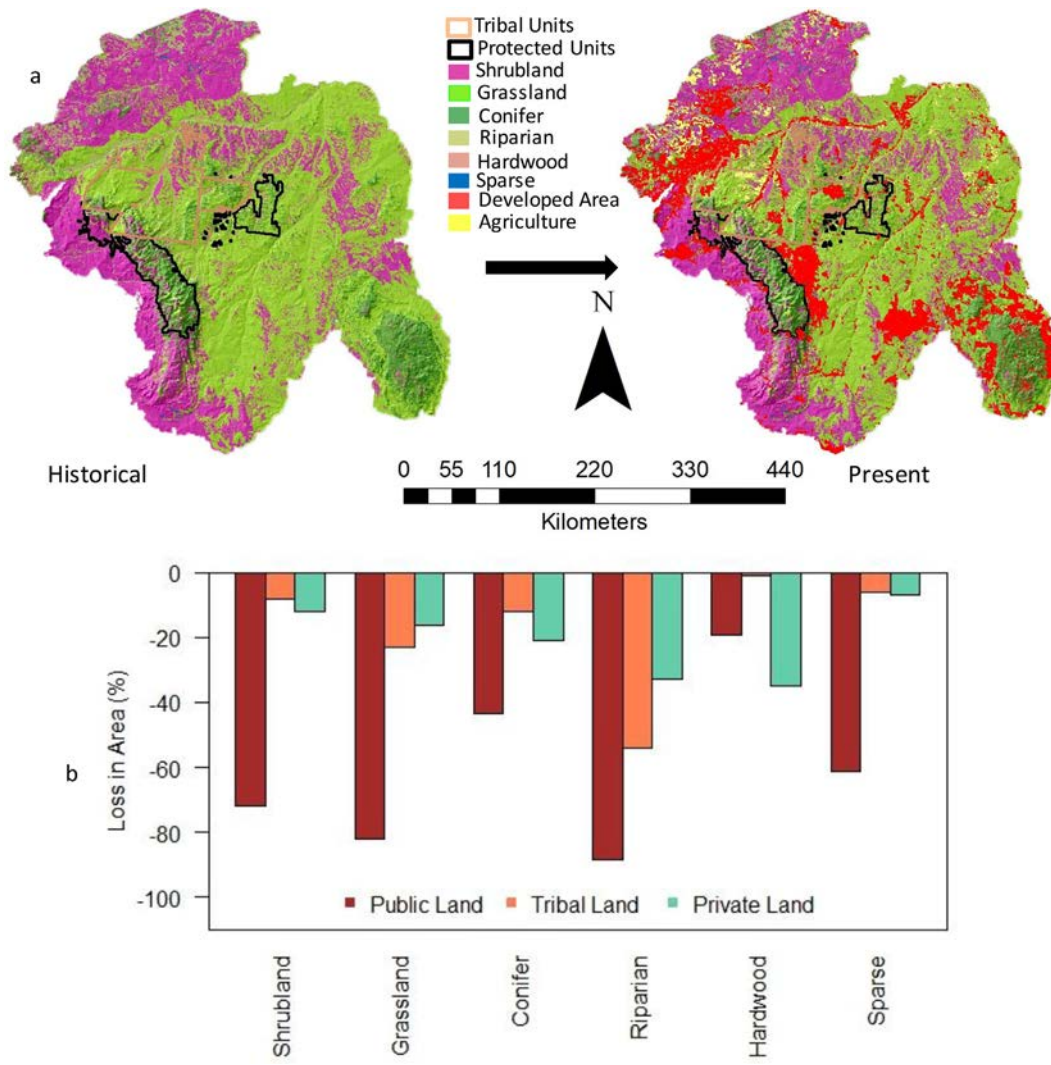 a
Tribal Units
Protected Units
Shrubland
Grassland
Conifer
Riparian
Hardwood
Sparse
Developed Area
Agriculture
N
Historical
Present
0 55 110 220 330 440
Kilometers
b
Loss in Area (%)
0
-20
-40
-60
-80
-100
Public Land Tribal Land Private Land
Shrubland
Grassland
Conifer
Riparian
Hardwood
Sparse